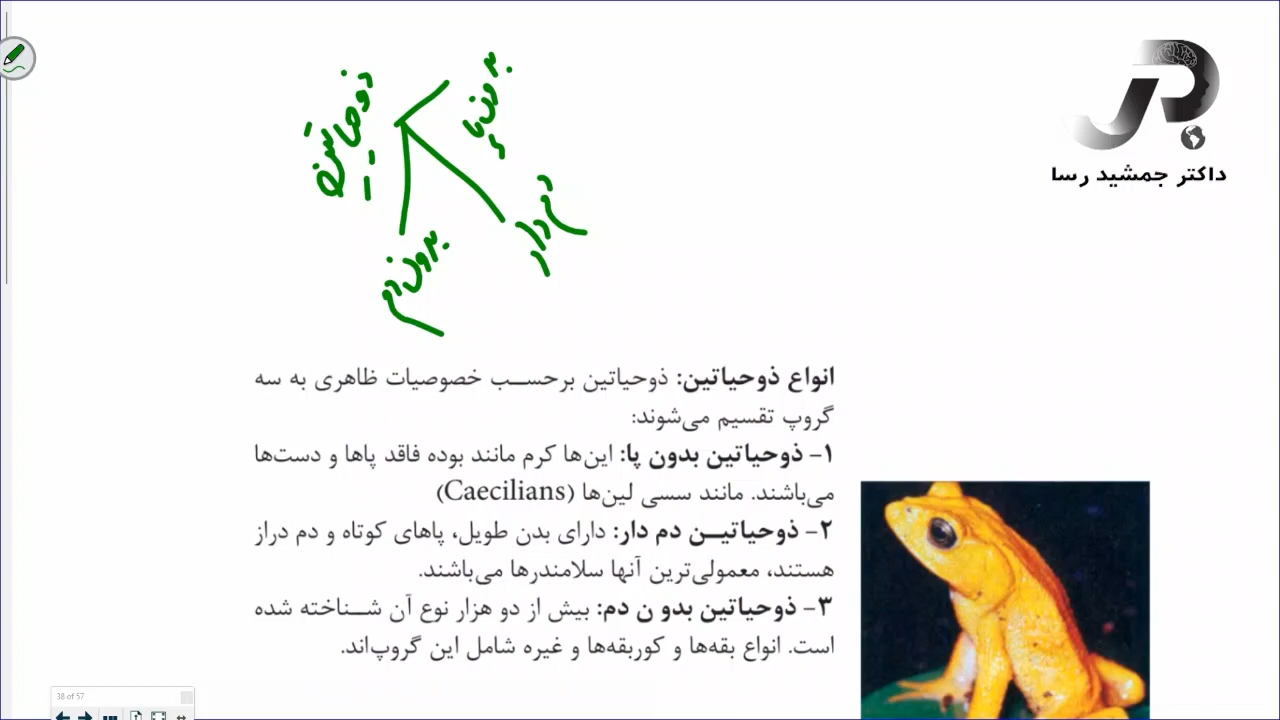 ذوحیاتین
بدون پا
دم دار
بدون دم
داکتر جمشید رسا
انواع ذوحیاتین: ذوحیاتین برحسب خصوصیات ظاهری به سه
گروپ تقسیم می‌شوند:
۱- ذوحیاتین بدون پا: این‌ها کرم مانند بوده فاقد پاها و دست‌ها
می‌باشند. مانند سسی لین‌ها (Caecilians)
۲- ذوحیاتین دم دار: دارای بدن طویل، پاهای کوتاه و دم دراز
هستند، معمولی‌ترین آنها سلامندرها می‌باشند.
۳- ذوحیاتین بدو ن دم: بیش از دو هزار نوع آن شناخته شده
است. انواع بقه‌ها و کوربقه‌ها و غیره شامل این گروپ‌اند.
38 of 57